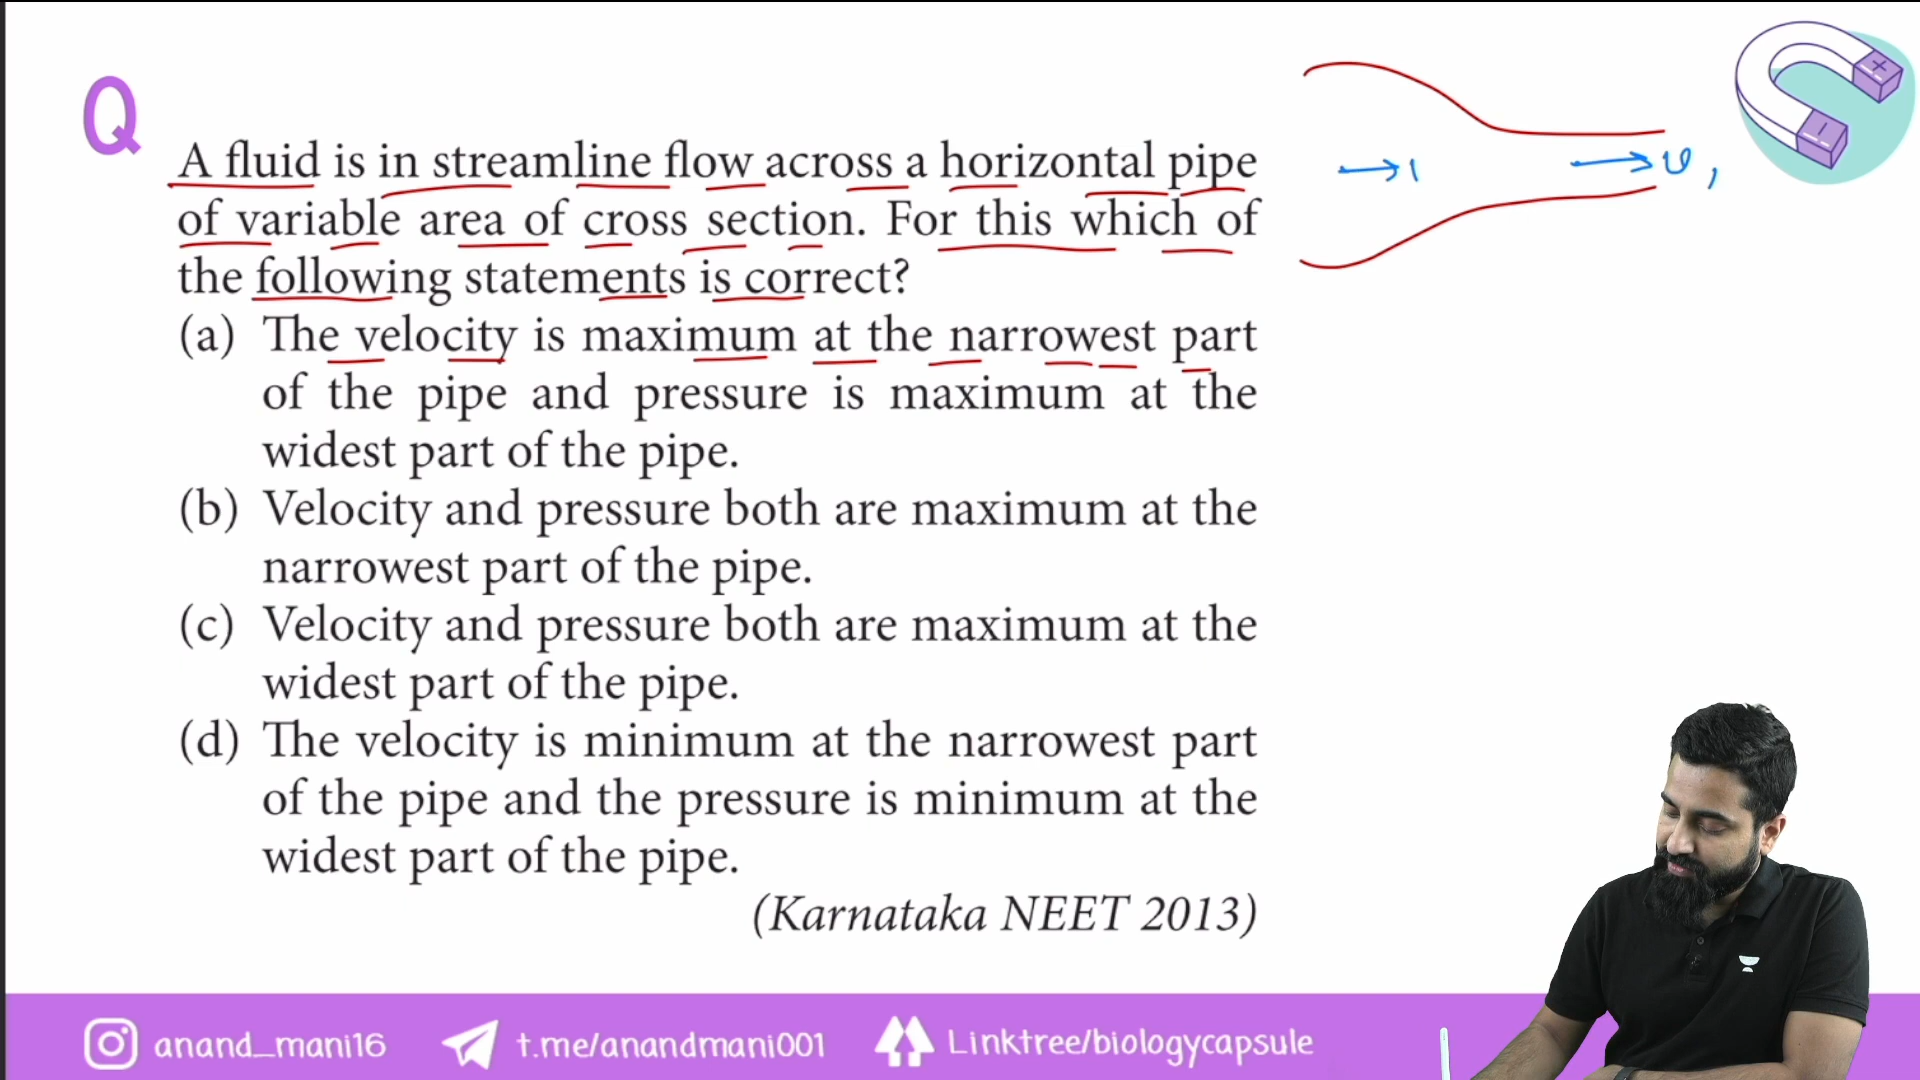 Q
A fluid is in streamline flow across a horizontal pipe
of variable area of cross section. For this which of
the following statements is correct?
(a) The velocity is maximum at the narrowest part
of the pipe and pressure is maximum at the
widest part of the pipe.
(b) Velocity and pressure both are maximum at the
narrowest part of the pipe.
(c) Velocity and pressure both are maximum at the
widest part of the pipe.
(d) The velocity is minimum at the narrowest part
of the pipe and the pressure is minimum at the
widest part of the pipe.
(Karnataka NEET 2013)
+
-
anand_mani16
t.me/anandmani001
Linktree/biologycapsule